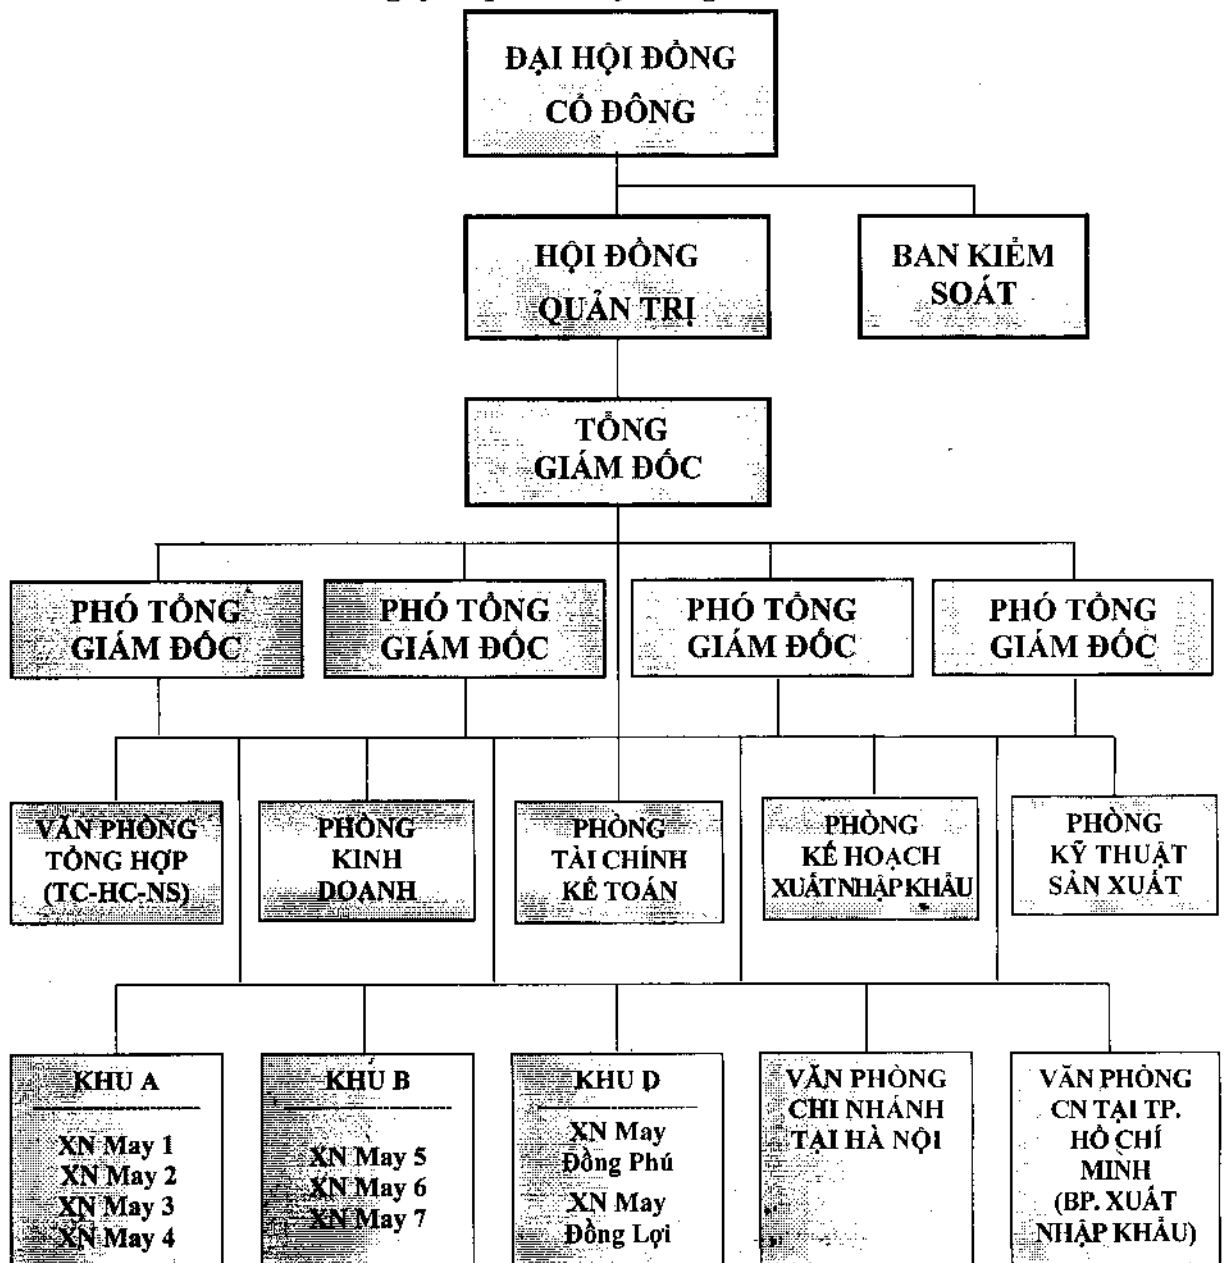 ĐẠI HỘI ĐỒNG
CỔ ĐÔNG
HỘI ĐỒNG
QUẢN TRỊ
BAN KIỂM
SOÁT
TỔNG
GIÁM ĐỐC
PHÓ TỔNG
GIÁM ĐỐC
PHÓ TỔNG
GIÁM ĐỐC
PHÓ TỔNG
GIÁM ĐỐC
PHÓ TỔNG
GIÁM ĐỐC
VĂN PHÒNG
TỔNG HỢP
(TC-HC-NS)
PHÒNG
KINH
DOANH
PHÒNG
TÀI CHÍNH
KẾ TOÁN
PHÒNG
KẾ HOẠCH
XUẤT NHẬP KHẨU
PHÒNG
KỸ THUẬT
SẢN XUẤT
KHU A
XN May 1
XN May 2
XN May 3
XN May 4
KHU B
XN May 5
XN May 6
XN May 7
KHU D
XN May
Đồng Phú
XN May
Đồng Lợi
VĂN PHÒNG
CHI NHÁNH
TẠI HÀ NỘI
VĂN PHÒNG
CN TẠI TP.
HỒ CHÍ
MINH
(BP. XUẤT
NHẬP KHẨU)